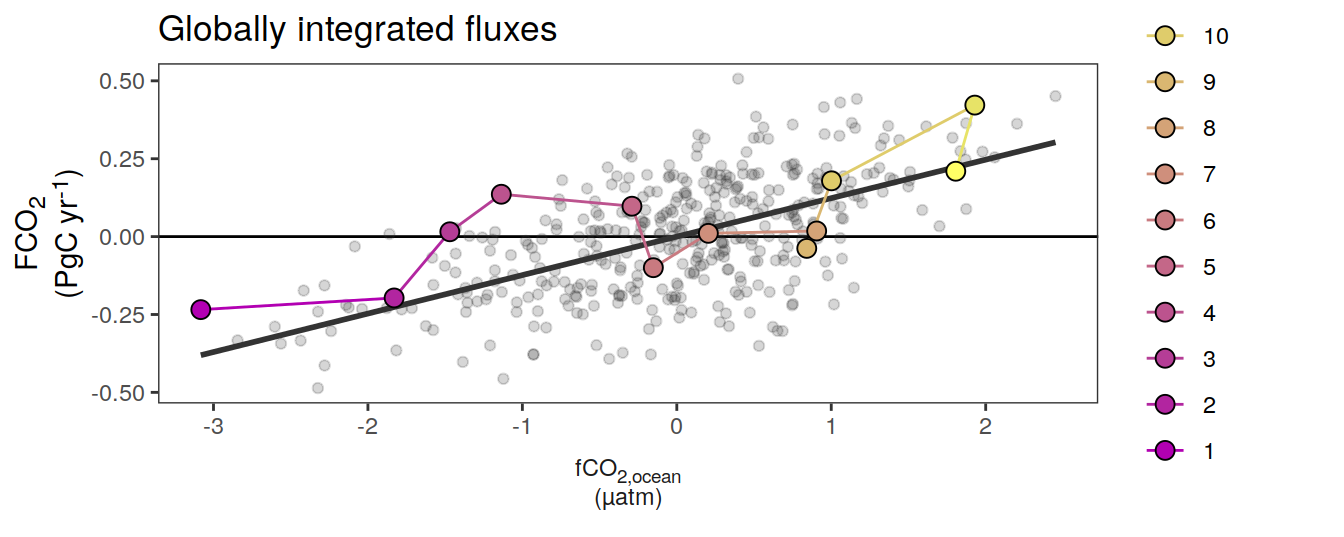 Globally integrated fluxes
FCO₂
(PgC yr⁻¹)
0.50
0.25
0.00
-0.25
-0.50
-3 -2 -1 0 1 2
fCO₂,ocean
(µatm)
10
9
8
7
6
5
4
3
2
1